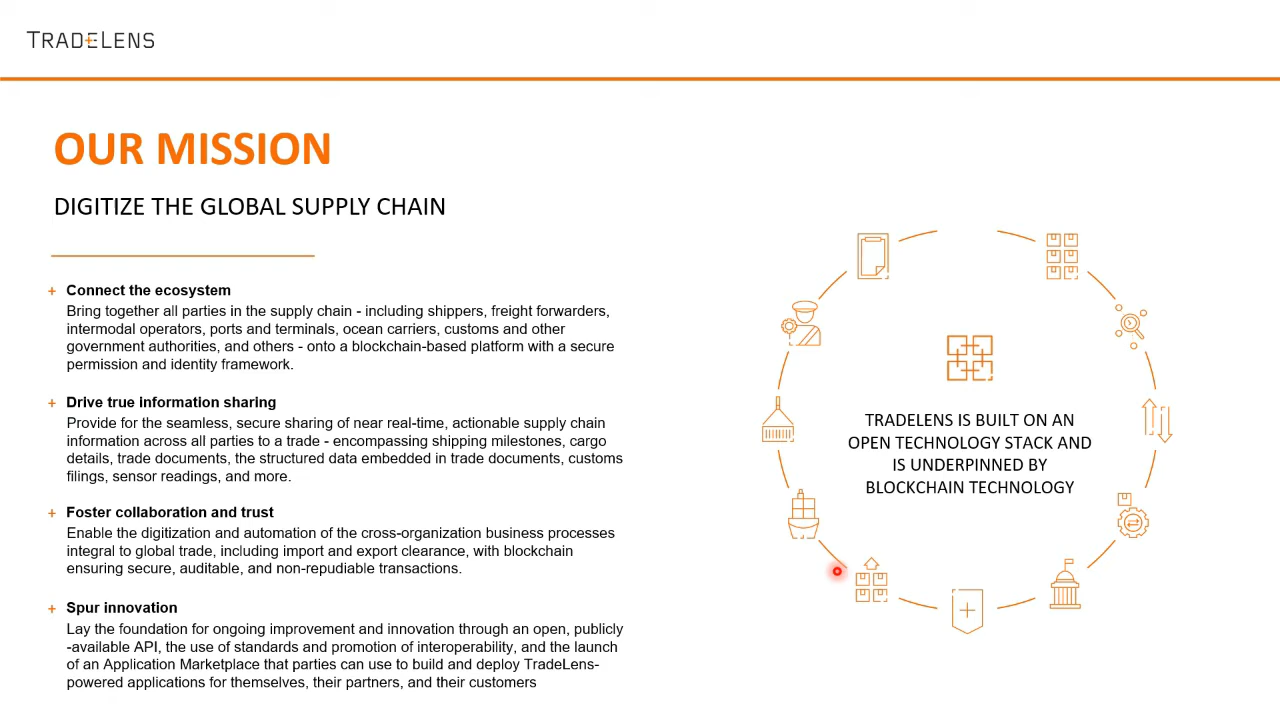 TRADELENS
OUR MISSION
DIGITIZE THE GLOBAL SUPPLY CHAIN
+ Connect the ecosystem
Bring together all parties in the supply chain - including shippers, freight forwarders,
intermodal operators, ports and terminals, ocean carriers, customs and other
government authorities, and others - onto a blockchain-based platform with a secure
permission and identity framework.
+ Drive true information sharing
Provide for the seamless, secure sharing of near real-time, actionable supply chain
information across all parties to a trade - encompassing shipping milestones, cargo
details, trade documents, the structured data embedded in trade documents, customs
filings, sensor readings, and more.
+ Foster collaboration and trust
Enable the digitization and automation of the cross-organization business processes
integral to global trade, including import and export clearance, with blockchain
ensuring secure, auditable, and non-repudiable transactions.
+ Spur innovation
Lay the foundation for ongoing improvement and innovation through an open, publicly
-available API, the use of standards and promotion of interoperability, and the launch
of an Application Marketplace that parties can use to build and deploy TradeLens-
powered applications for themselves, their partners, and their customers
TRADELENS IS BUILT ON AN
OPEN TECHNOLOGY STACK AND
IS UNDERPINNED BY
BLOCKCHAIN TECHNOLOGY